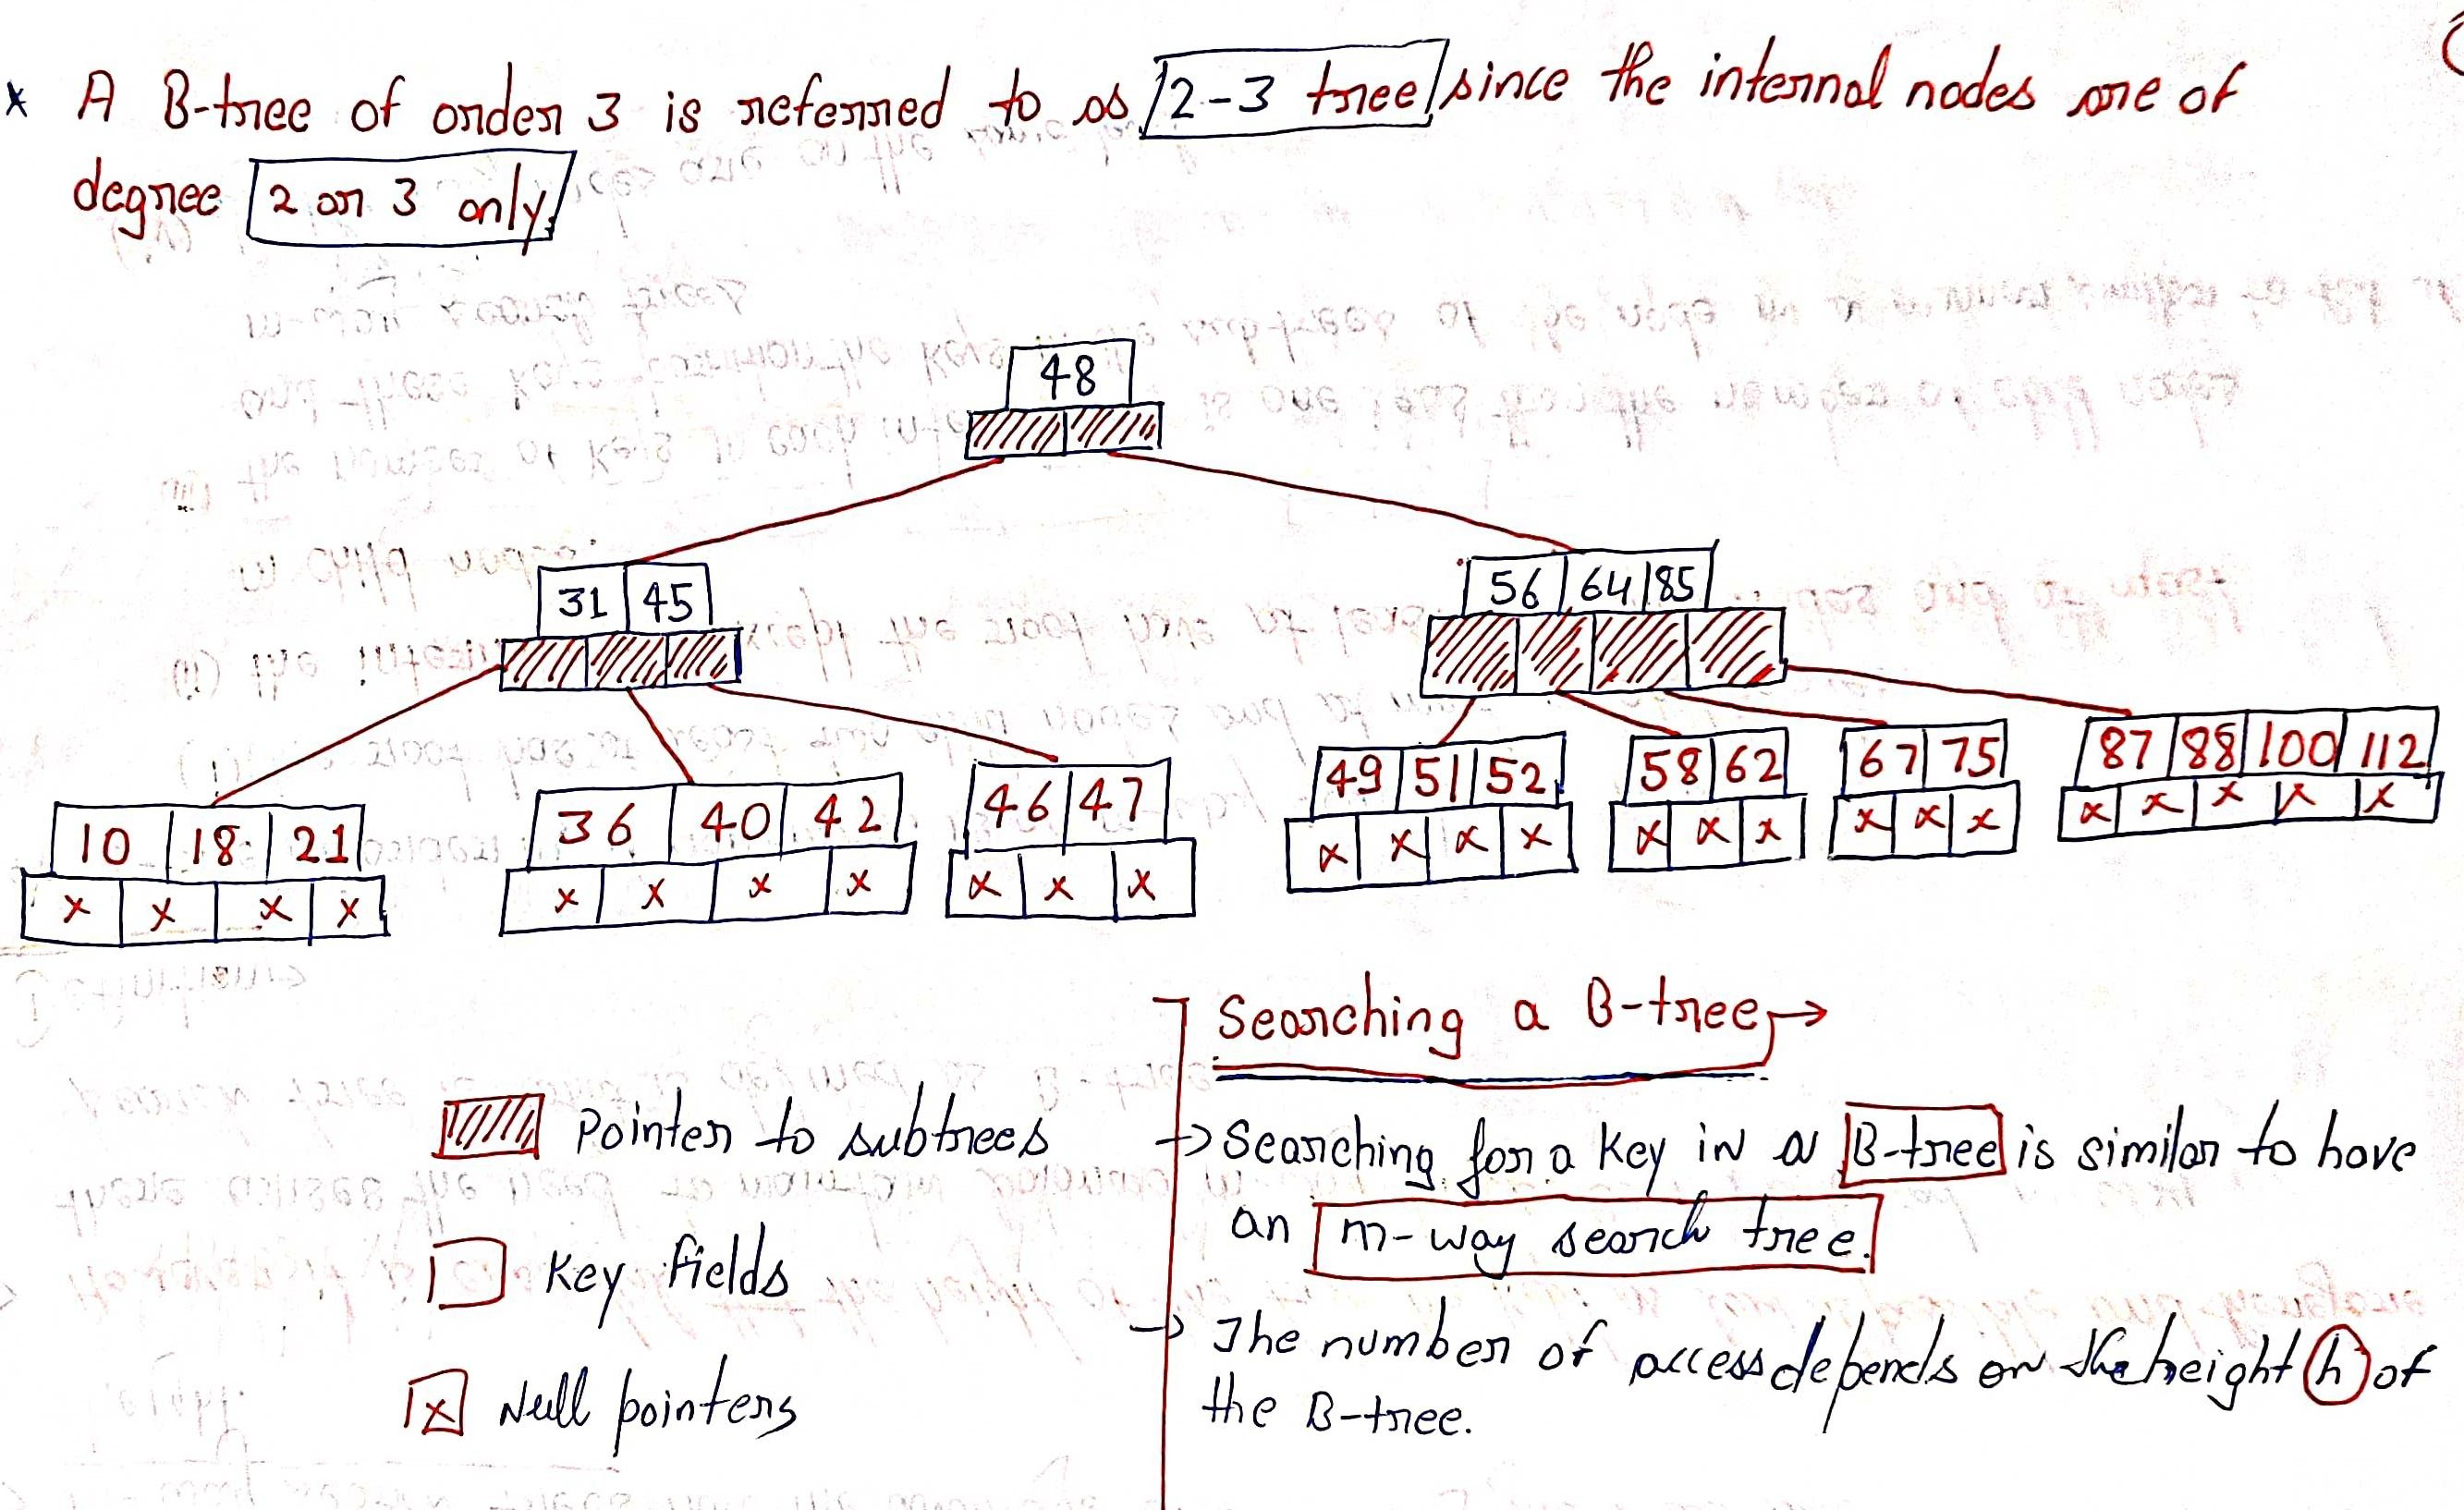 * A B-tree of order 3 is referred to as 2-3 tree since the internal nodes are of
degree 2 or 3 only.
48
31 45
56 64 85
10 18 21
x x x x
36 40 42
x x x x
46 47
x x x
49 51 52
x x x x
58 62
x x x
67 75
x x x
87 88 100 112
x x x x x
Pointer to subtrees
Key fields
x Null pointers
Searching a B-tree →
→ Searching for a key in a B-tree is similar to have
an m-way search tree.
→ The number of access depends on the height h of
the B-tree.